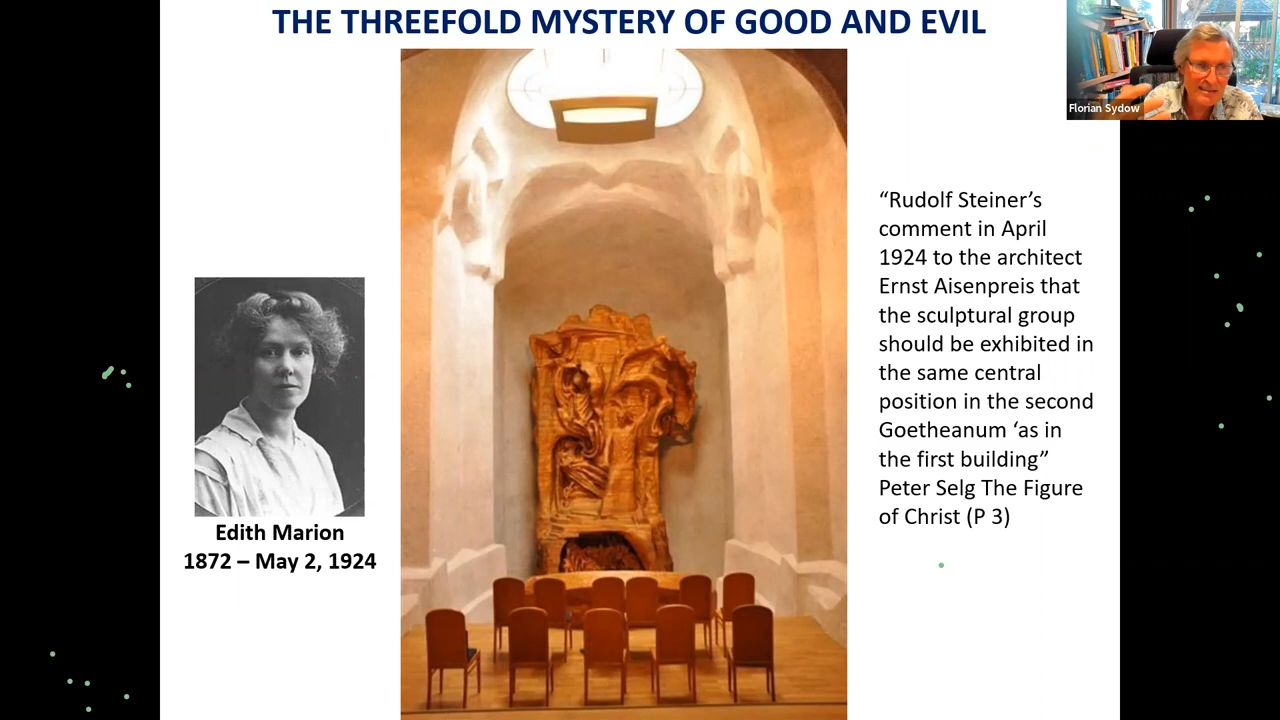 THE THREEFOLD MYSTERY OF GOOD AND EVIL
Florian Sydow
“Rudolf Steiner’s
comment in April
1924 to the architect
Ernst Aisenpreis that
the sculptural group
should be exhibited in
the same central
position in the second
Goetheanum ‘as in
the first building”
Peter Selg The Figure
of Christ (P 3)
Edith Marion
1872 – May 2, 1924